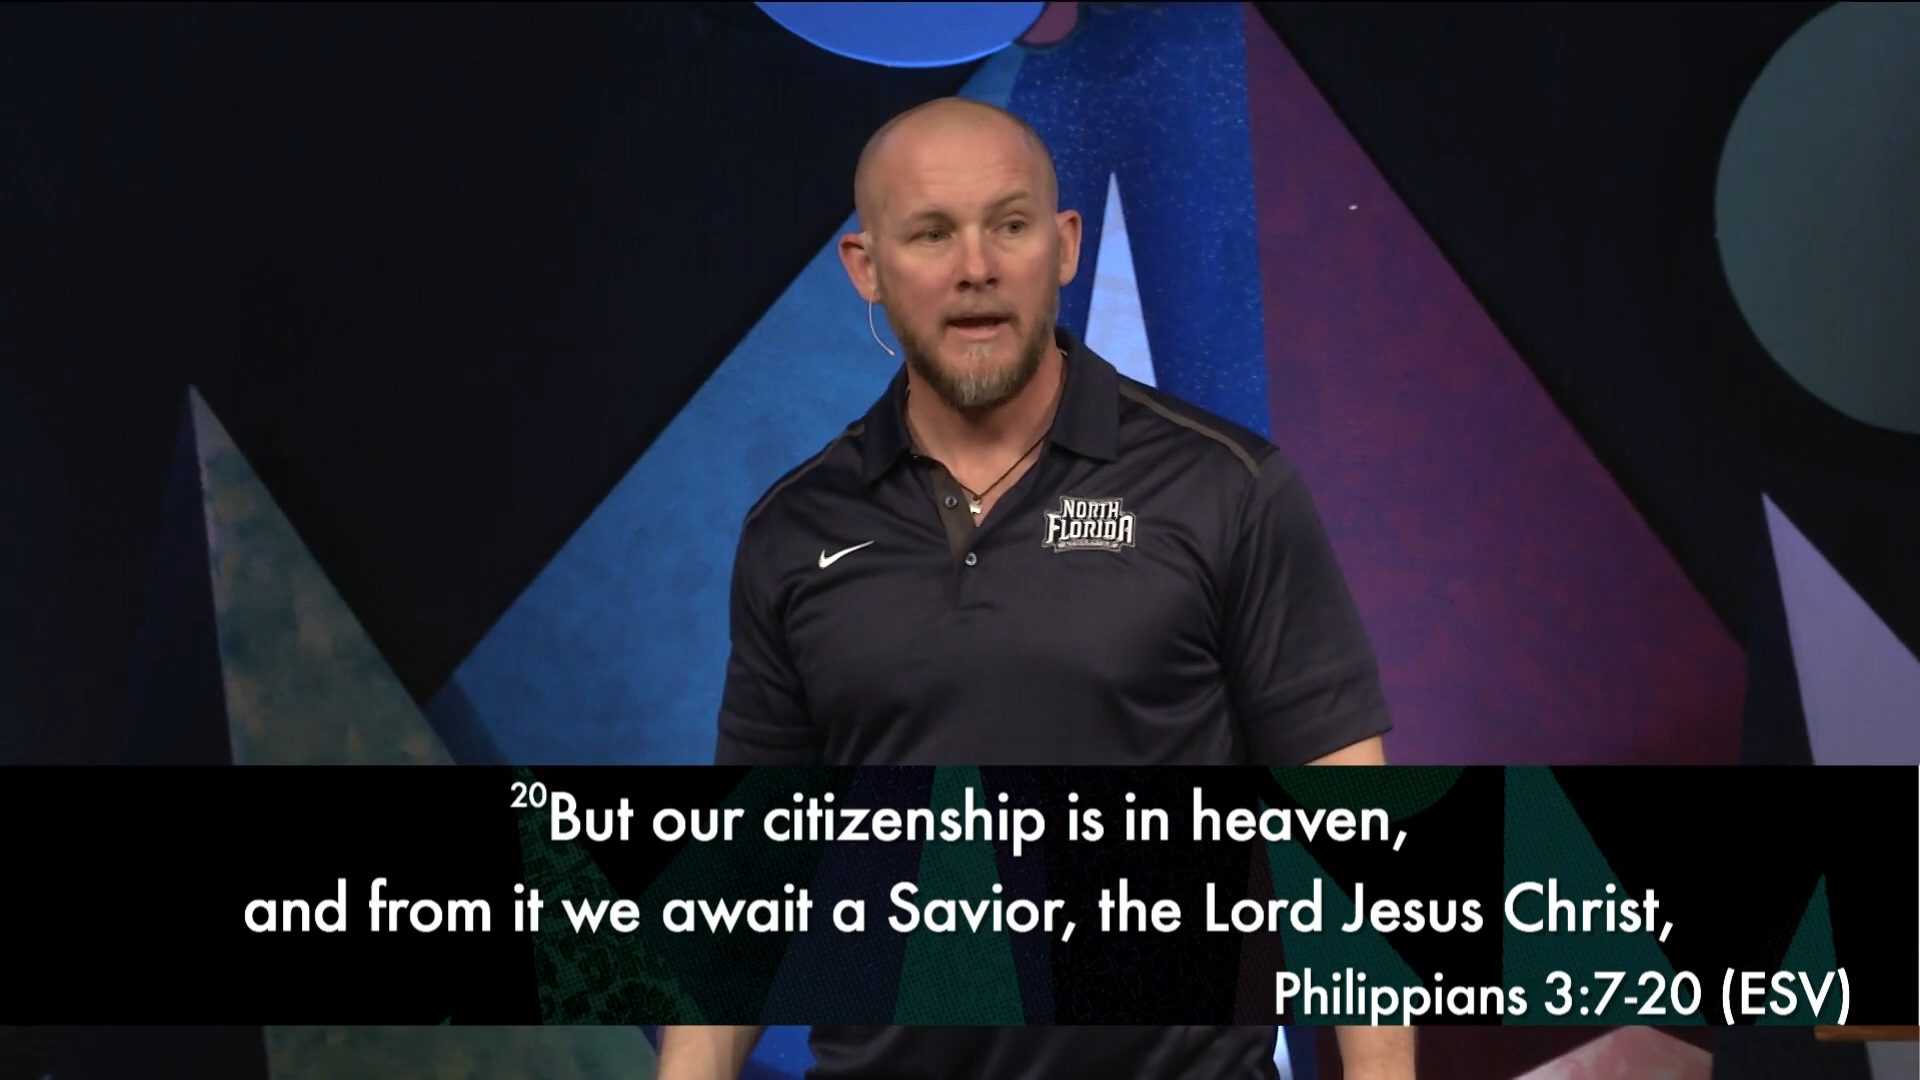 NORTH
FLORIDA
²⁰But our citizenship is in heaven,
and from it we await a Savior, the Lord Jesus Christ,
Philippians 3:7-20 (ESV)